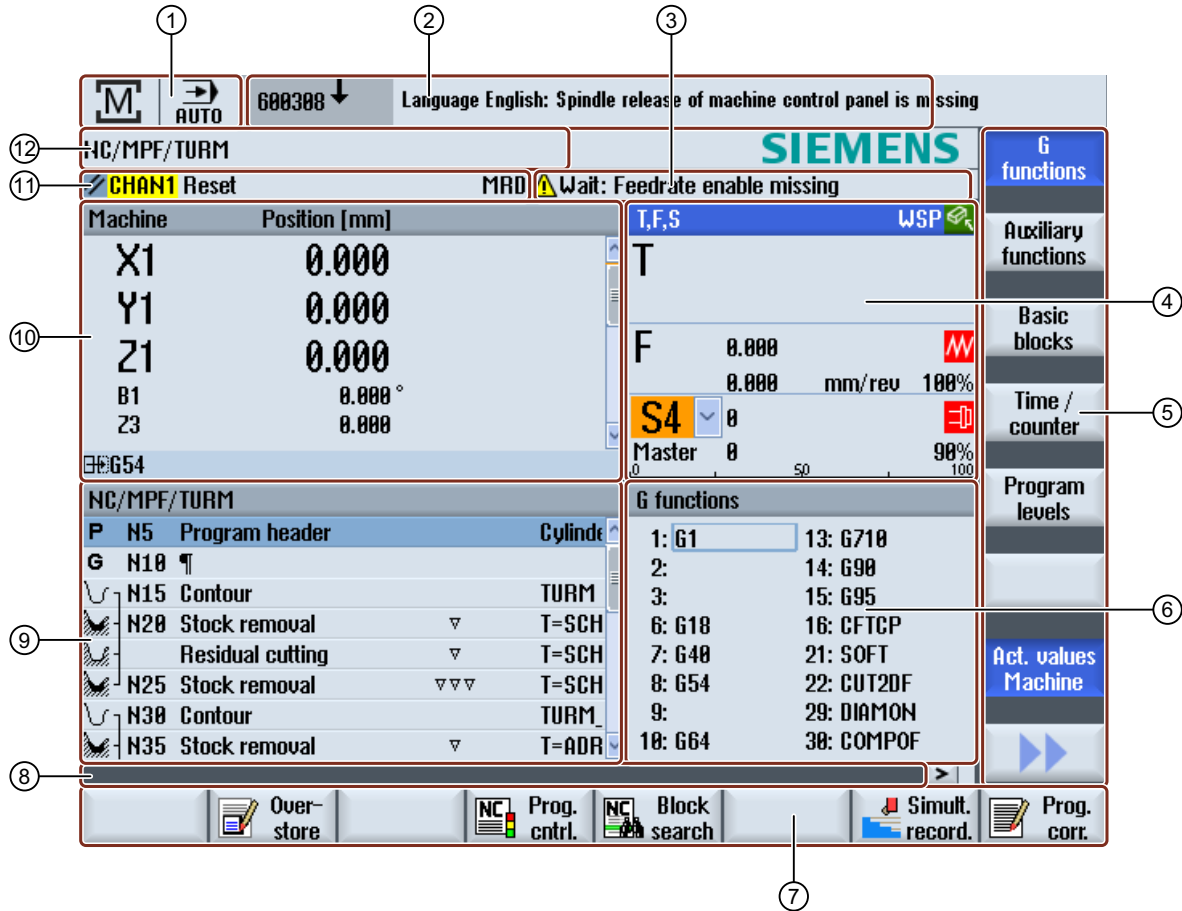 1 2 3
M AUTO 600308 Language English: Spindle release of machine control panel is missing
12 NC/MPF/TURM SIEMENS
11 CHAN1 Reset MRD Wait: Feedrate enable missing
G functions
Machine Position [mm]
X1 0.000
Y1 0.000
Z1 0.000
B1 0.000 °
Z3 0.000
G54
10
T,F,S WSP
T
F 0.000
0.000 mm/rev 100%
S4 0
Master 0 90%
0 50 100
4
Auxiliary functions
Basic blocks
Time / counter
5
Program levels
NC/MPF/TURM
P N5 Program header Cylinde
G N10 ¶
N15 Contour TURM
N20 Stock removal T=SCH
Residual cutting T=SCH
N25 Stock removal T=SCH
N30 Contour TURM_
N35 Stock removal T=ADR
9
G functions
1: G1 13: G710
2: 14: G90
3: 15: G95
6: G18 16: CFTCP
7: G40 21: SOFT
8: G54 22: CUT2DF
9: 29: DIAMON
10: G64 30: COMPOF
6
Act. values Machine
8 >
Over-
store
NC Prog.
cntrl.
NC Block
search
Simult.
record.
Prog.
corr.
7